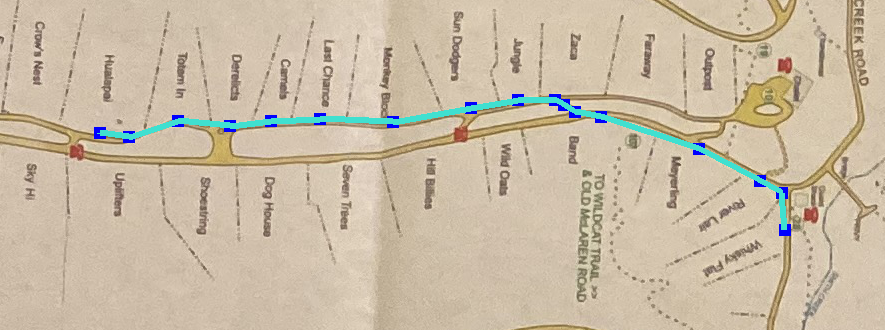 Crow's Nest
Hualapai
Totem In
Derelicts
Camels
Last Chance
Monkey Block
Sun Dodgers
Jungle
Zaca
Faraway
Outpost
CREEK ROAD
Sky Hi
Uplifters
Shoestring
Dog House
Seven Trees
Hill Billies
Wild Oats
Band
Meyerling
River Lair
Whisky Flat
TO WILDCAT TRAIL >>
& OLD McLAREN ROAD